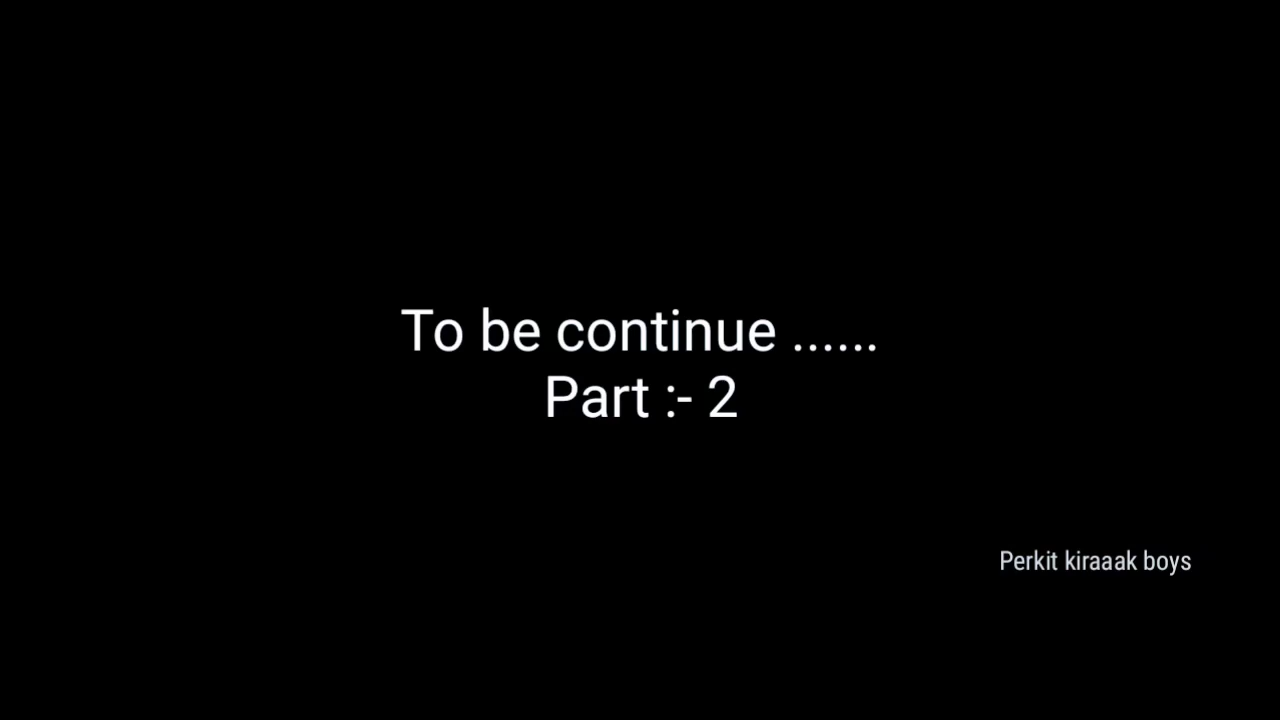 To be continue ......
Part :- 2
Perkit kiraaak boys